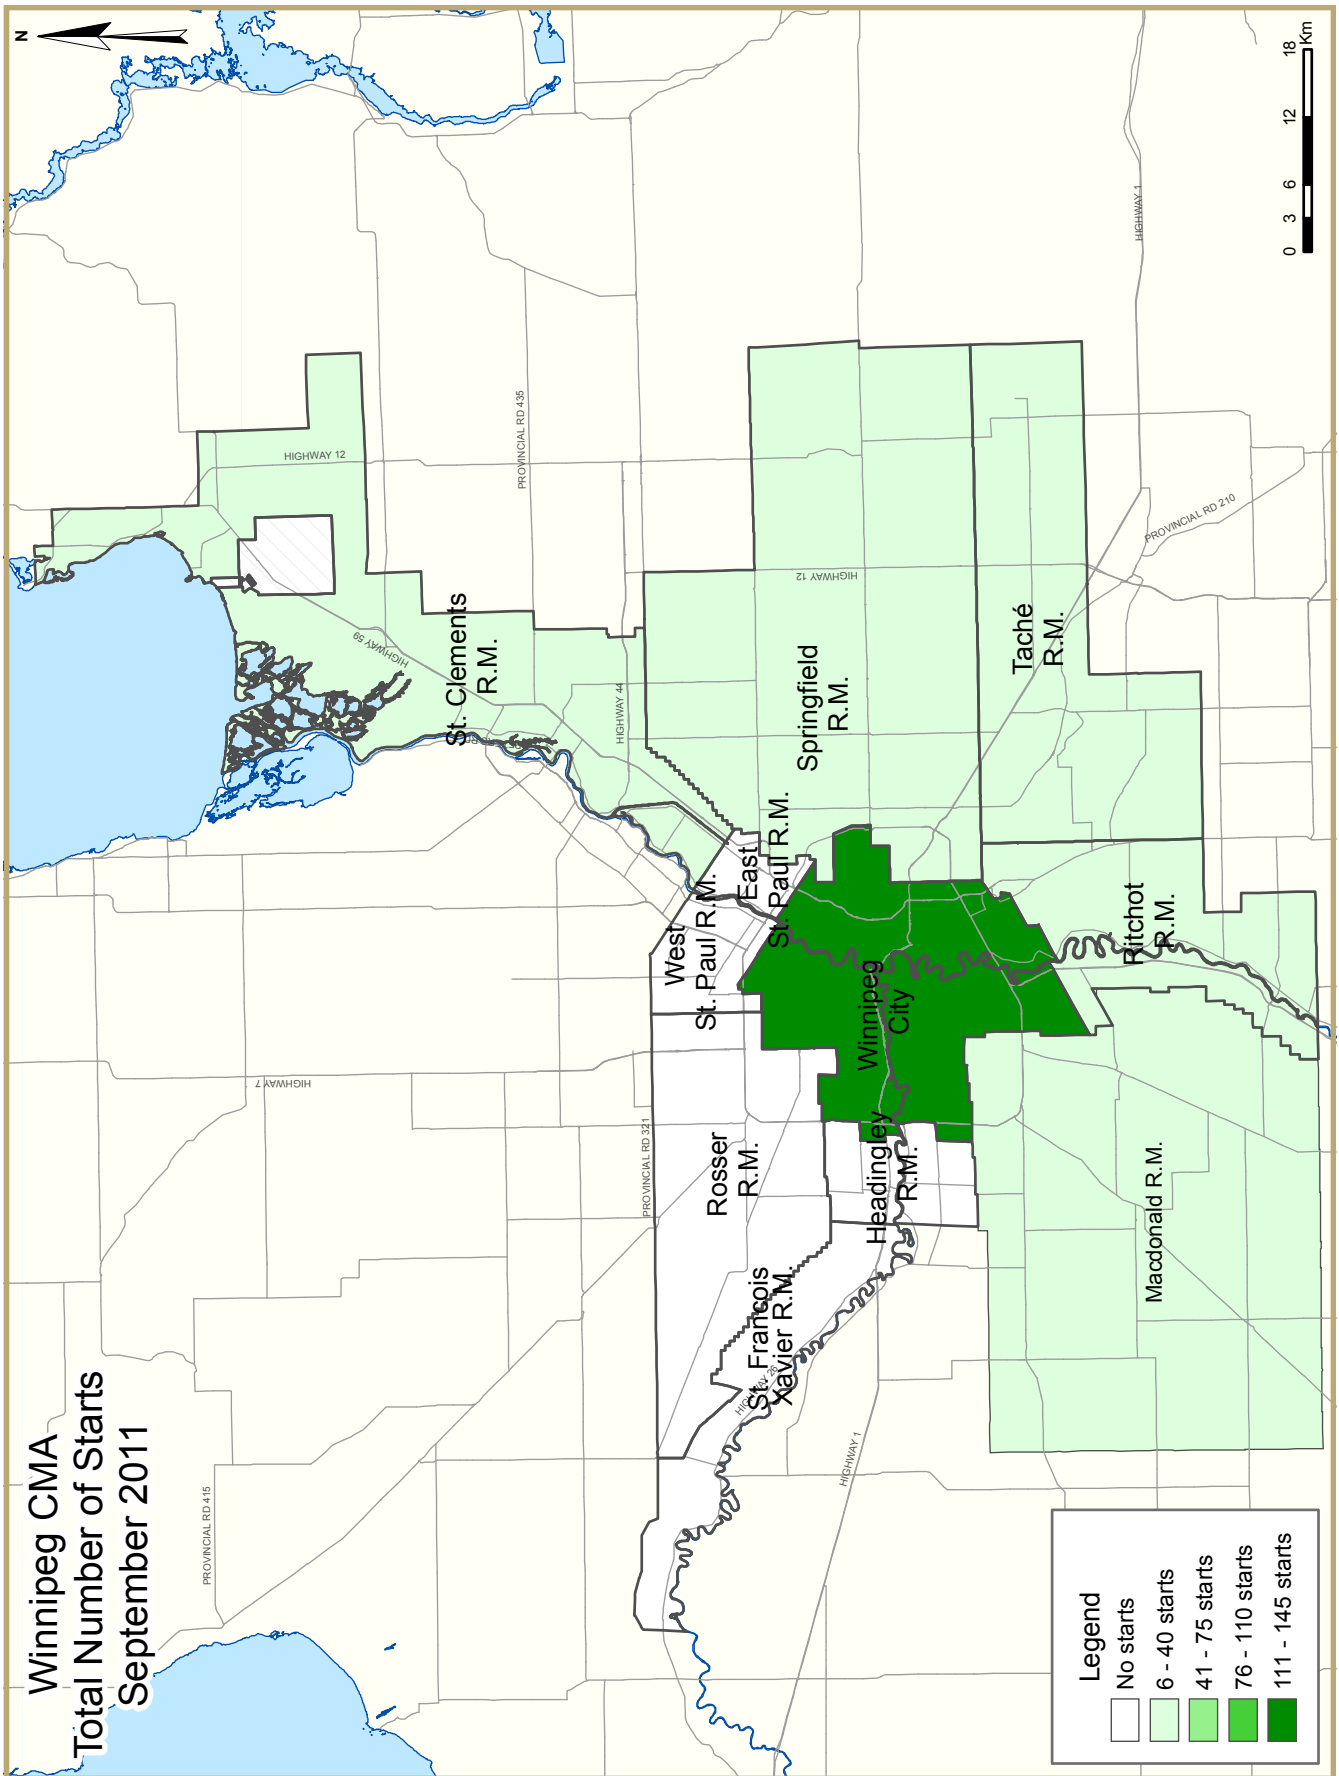 Winnipeg CMA
Total Number of Starts
September 2011
N
PROVINCIAL RD 415
HIGHWAY 7
PROVINCIAL RD 321
HIGHWAY 12
PROVINCIAL RD 435
HIGHWAY 59
St. Clements
R.M.
HIGHWAY 44
HIGHWAY 12
Springfield
R.M.
West
St. Paul R.M.
East
St. Paul R.M.
Rosser
R.M.
St. Francois
Xavier R.M.
HIGHWAY 26
Headingley
R.M.
Winnipeg
City
Taché
R.M.
Ritchot
R.M.
Macdonald R.M.
HIGHWAY 1
HIGHWAY 1
PROVINCIAL RD 210
Legend
No starts
6 - 40 starts
41 - 75 starts
76 - 110 starts
111 - 145 starts
0 3 6 12 18
Km